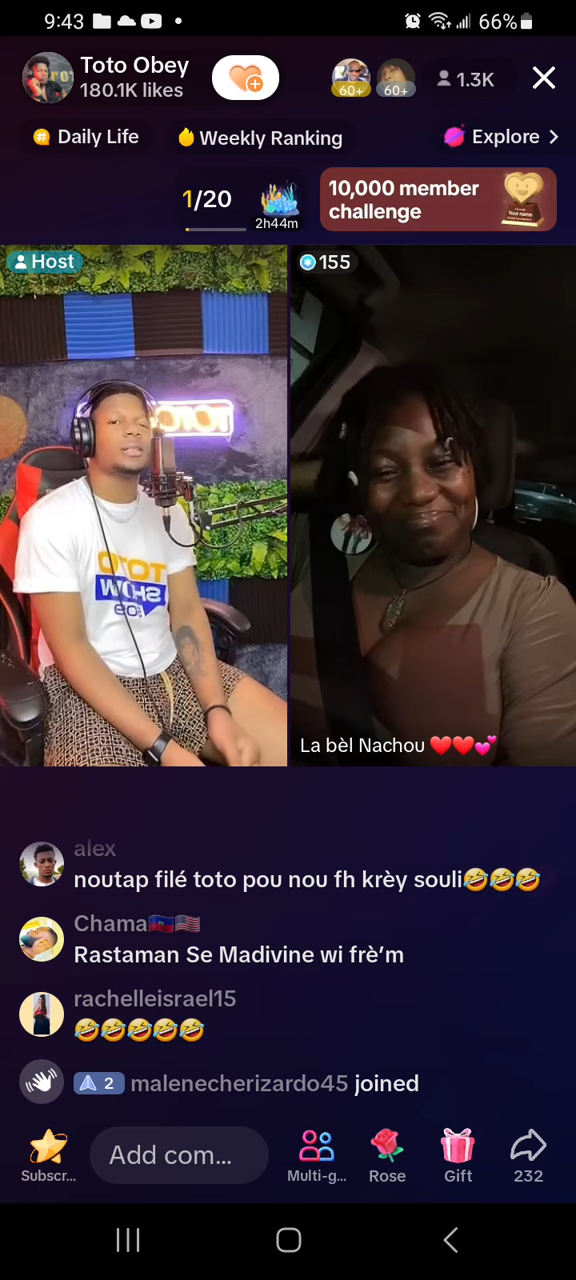 9:43
66%
Toto Obey
180.1K likes
60+
60+
1.3K
Daily Life
Weekly Ranking
Explore >
1/20
2h44m
10,000 member
challenge
Host
155
TOTO
SHOW
La bèl Nachou ❤️❤️💕
alex
noutap filé toto pou nou fh krèy souli🤣🤣🤣
Chama🇭🇹🇺🇸
Rastaman Se Madivine wi frè’m
rachelleisrael15
🤣🤣🤣🤣🤣
2 malenecherizardo45 joined
Add com...
Subscr...
Multi-g...
Rose
Gift
232